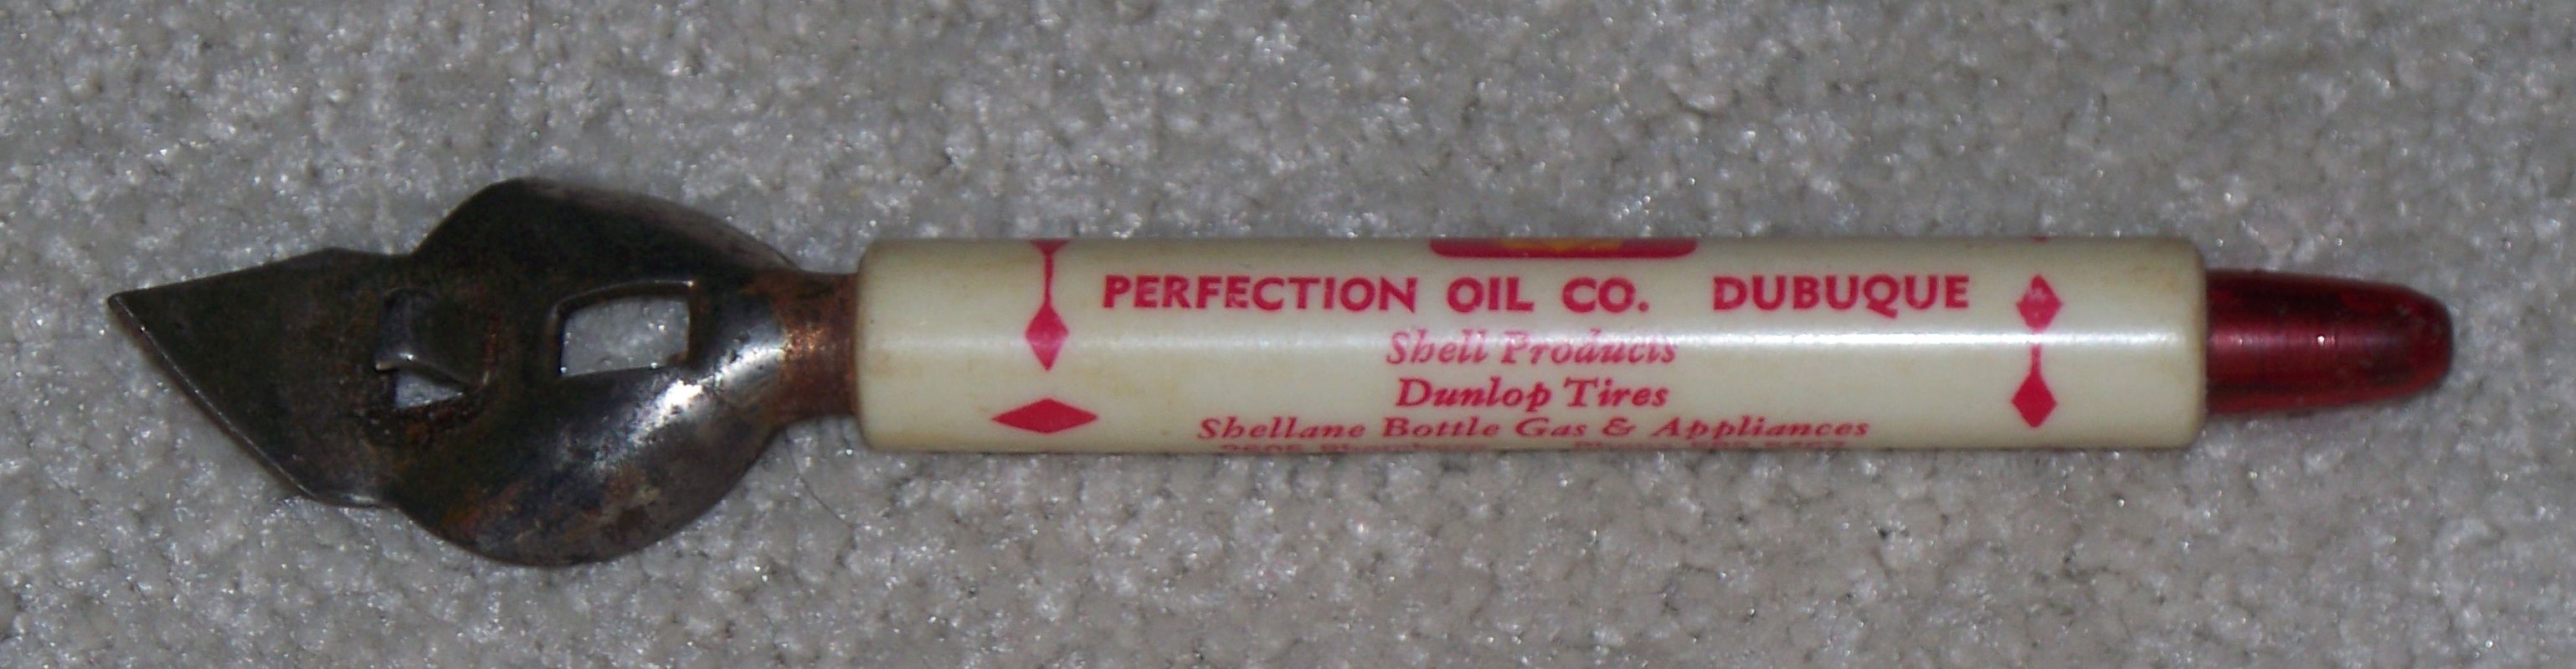 PERFECTION OIL CO. DUBUQUE
Shell Products
Dunlop Tires
Shellane Bottle Gas & Appliances